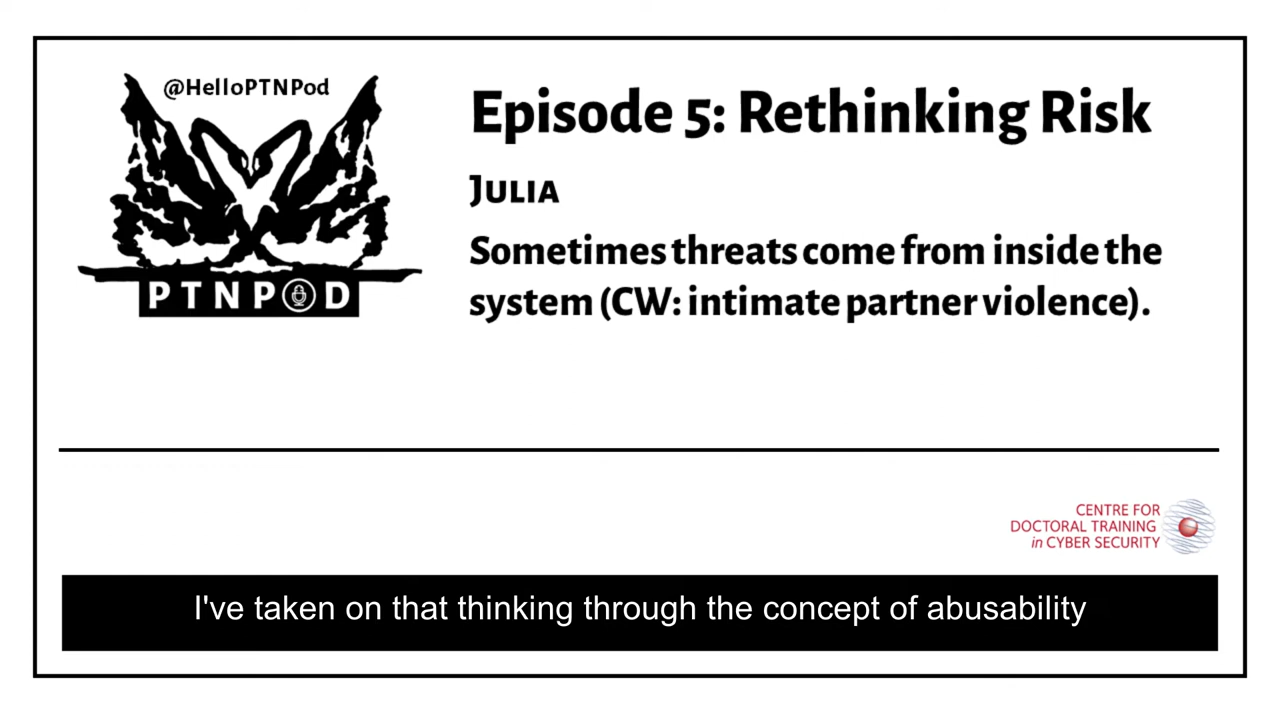 @HelloPTNPod
PTNPOD
Episode 5: Rethinking Risk
Julia
Sometimes threats come from inside the
system (CW: intimate partner violence).
CENTRE FOR
DOCTORAL TRAINING
in CYBER SECURITY
I've taken on that thinking through the concept of abusability